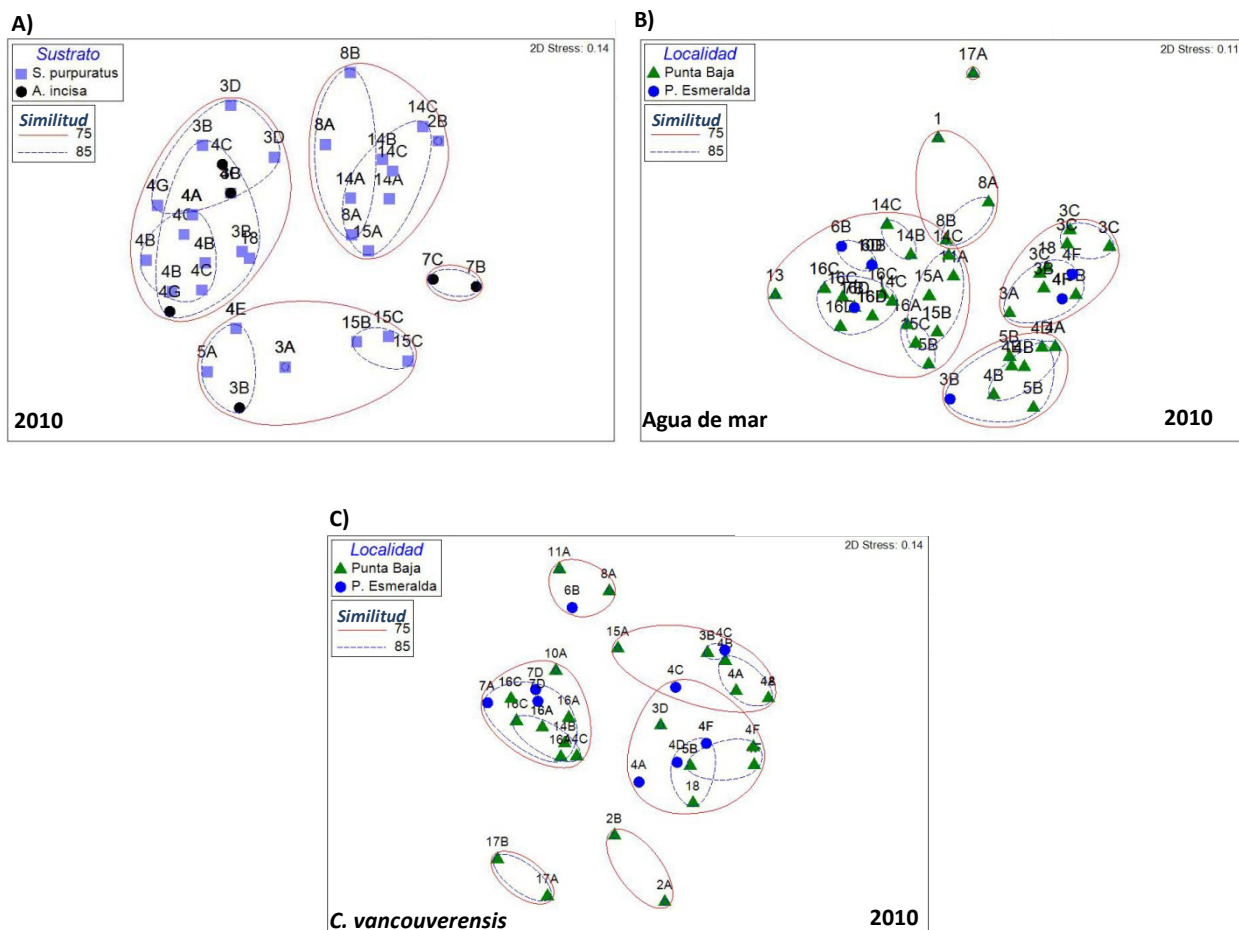 A)
2D Stress: 0.14
Sustrato
S. purpuratus
A. incisa
Similitud
75
85
8B
3D
14C
2B
3B
4C
3D
8A
14B
14C
4G
4A
14A
14A
8A
15A
4B
4B
3B
18
4B
4C
4G
7C
7B
4E
15B
15C
5A
3A
15C
3B
2010
B)
2D Stress: 0.11
Localidad
Punta Baja
P. Esmeralda
Similitud
75
85
17A
1
8A
14C
8B
3C
3C
3C
6B
14B
14C
18
4F
13
16C
15A
3C
3B
16C
14C
3A
16A
15B
15C
5B
4A
5B
4B
3B
5B
Agua de mar
2010
C)
2D Stress: 0.14
Localidad
Punta Baja
P. Esmeralda
Similitud
75
85
11A
8A
6B
15A
3B
4C
4B
10A
4C
4A
7A
7D
7D
16C
16C
16A
16A
14B
3D
4F
4F
4D
5B
4A
18
2B
17B
17A
2A
C. vancouverensis
2010